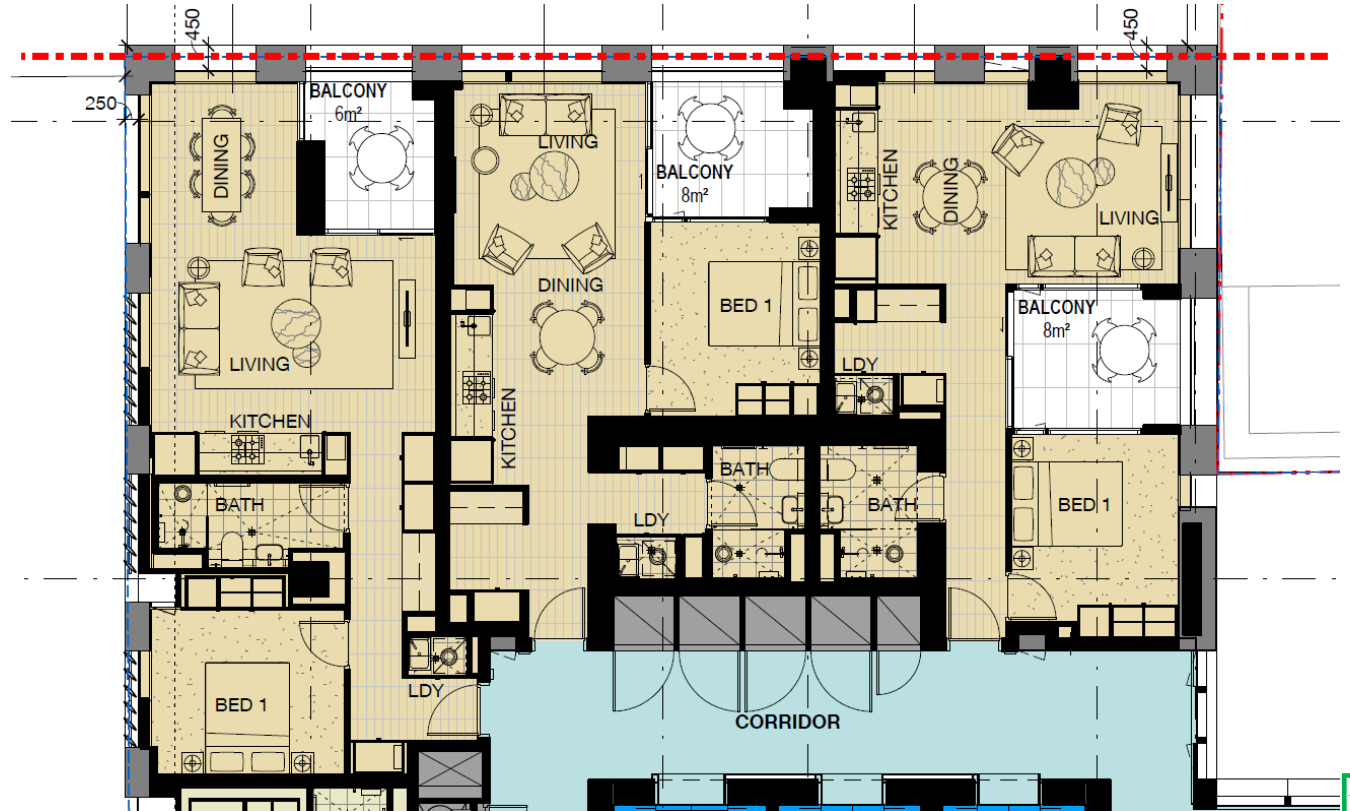 450
450
250
BALCONY
6m²
DINING
LIVING
BALCONY
8m²
KITCHEN
DINING
LIVING
DINING
BED 1
BALCONY
8m²
LIVING
LDY
KITCHEN
KITCHEN
BATH
BATH
BATH
BED 1
LDY
BED 1
LDY
CORRIDOR